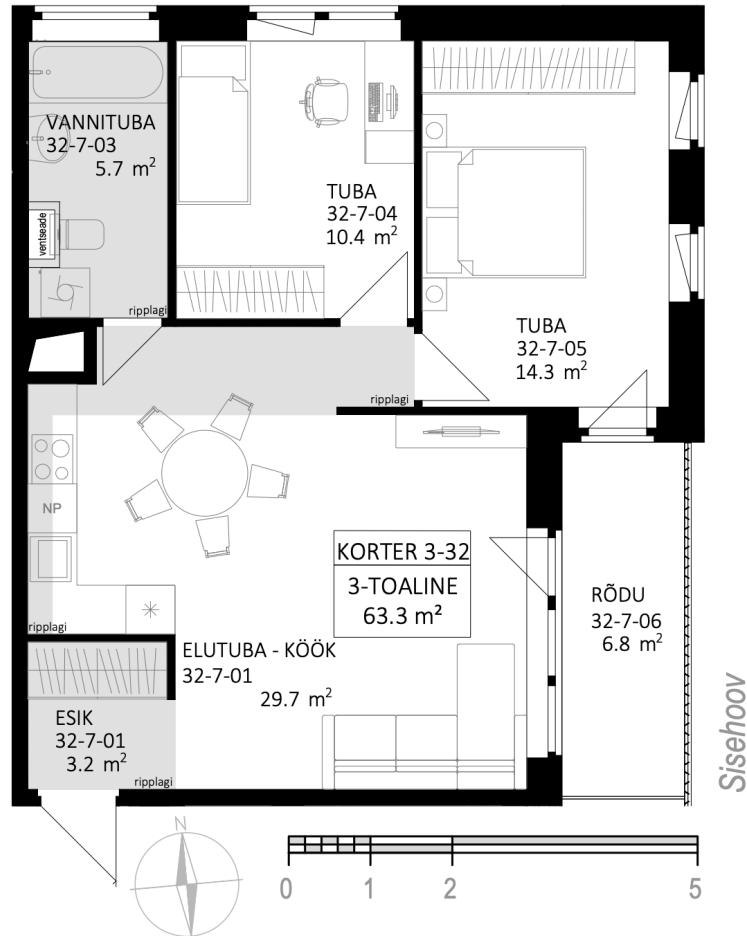 VANNITUBA
32-7-03
5.7 m²
ventseade
ripplagi
TUBA
32-7-04
10.4 m²
TUBA
32-7-05
14.3 m²
ripplagi
NP
KORTER 3-32
3-TOALINE
63.3 m²
RÕDU
32-7-06
6.8 m²
ripplagi
ELUTUBA - KÖÖK
32-7-01
29.7 m²
ESIK
32-7-01
3.2 m²
ripplagi
Sisehoov
N
0 1 2 5